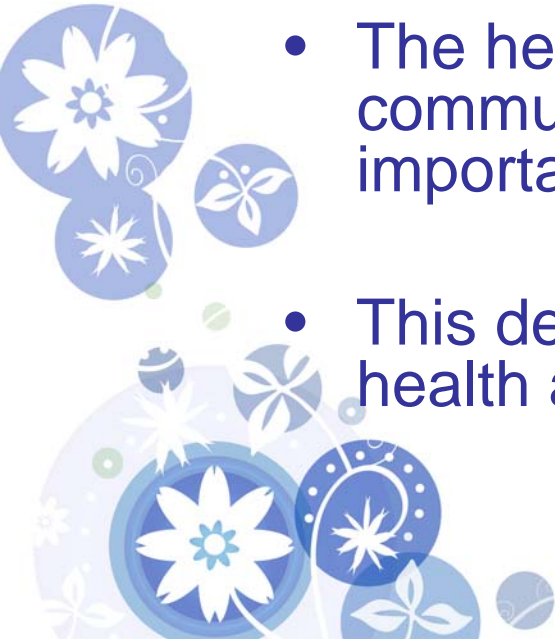 • The he
commu
importa
• This de
health a